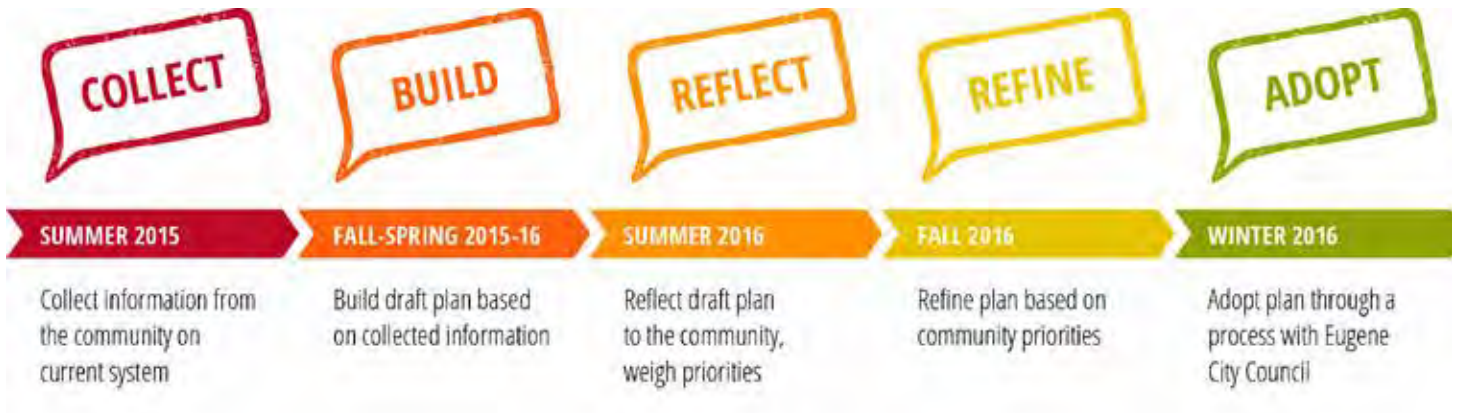 COLLECT
BUILD
REFLECT
REFINE
ADOPT
SUMMER 2015
FALL-SPRING 2015-16
SUMMER 2016
FALL 2016
WINTER 2016
Collect information from
the community on
current system
Build draft plan based
on collected information
Reflect draft plan
to the community,
weigh priorities
Refine plan based on
community priorities
Adopt plan through a
process with Eugene
City Council